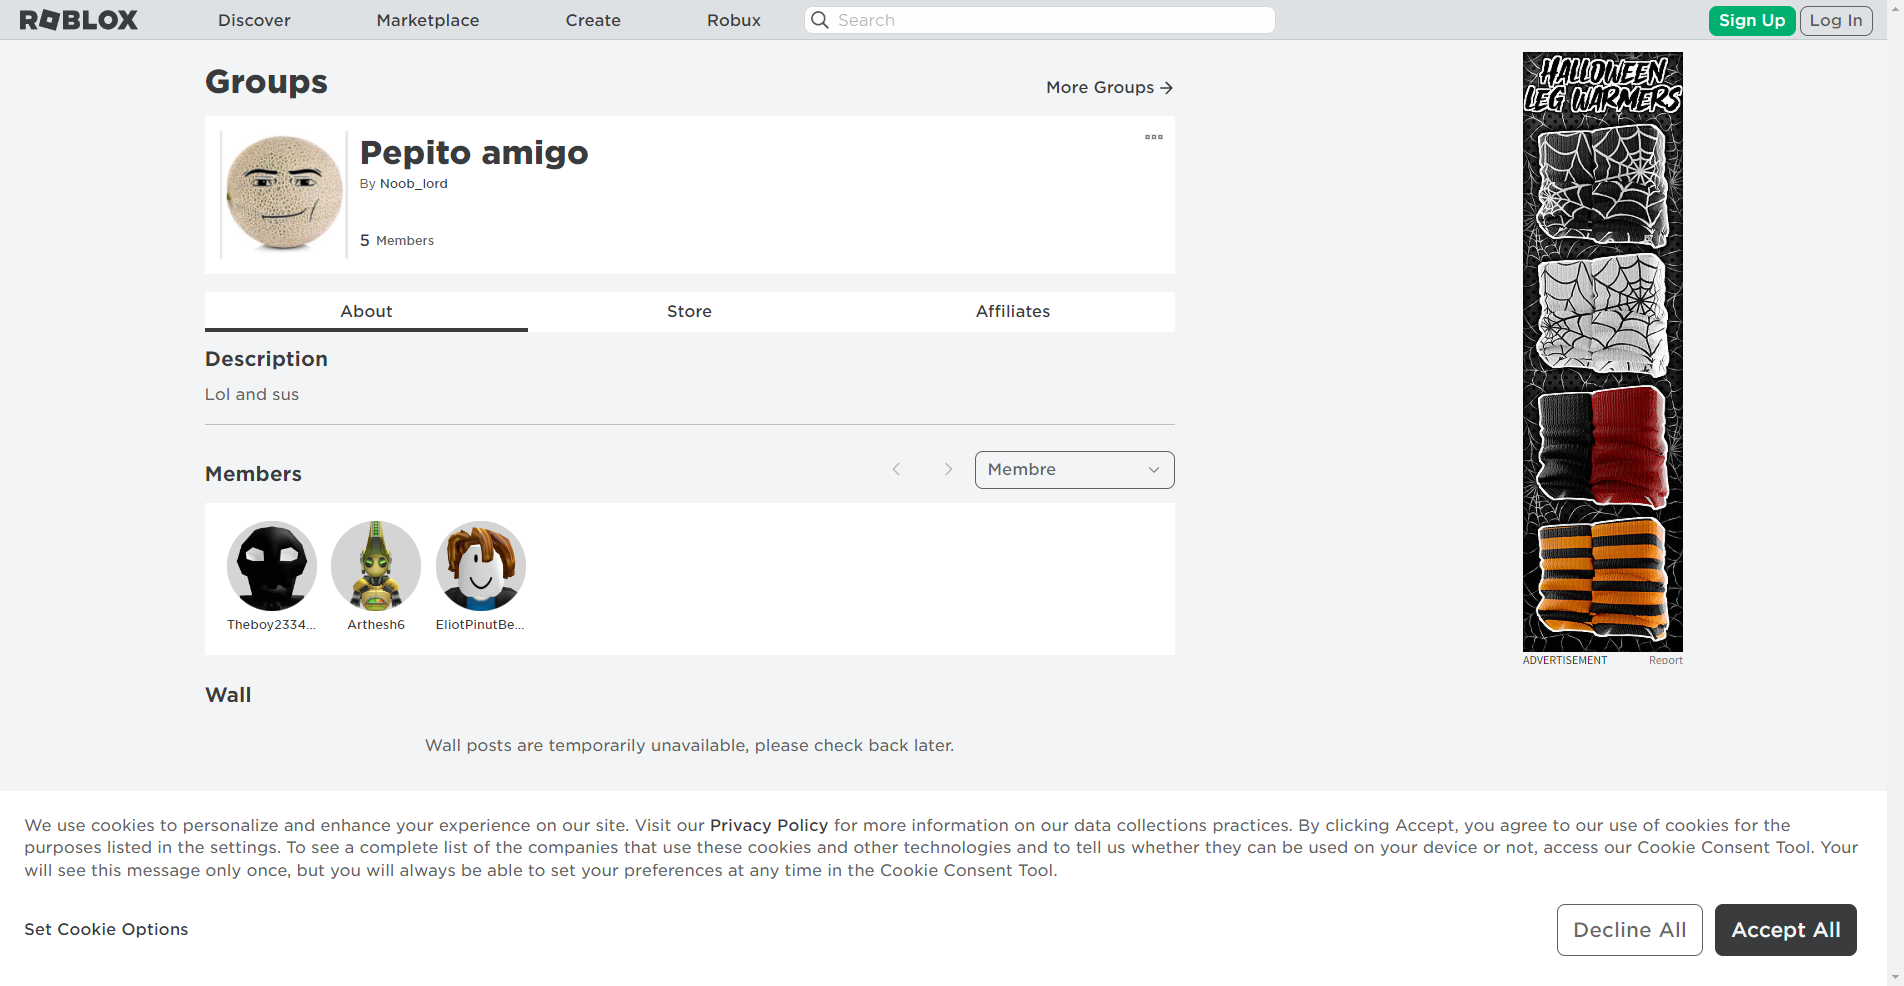 ROBLOX
Discover
Marketplace
Create
Robux
Search
Sign Up
Log In
Groups
More Groups
Pepito amigo
By Noob_lord
5 Members
About
Store
Affiliates
Description
Lol and sus
Members
Membre
Theboy2334...
Arthesh6
EliotPinutBe...
Wall
Wall posts are temporarily unavailable, please check back later.
HALLOWEEN
LEG WARMERS
ADVERTISEMENT
Report
We use cookies to personalize and enhance your experience on our site. Visit our Privacy Policy for more information on our data collections practices. By clicking Accept, you agree to our use of cookies for the
purposes listed in the settings. To see a complete list of the companies that use these cookies and other technologies and to tell us whether they can be used on your device or not, access our Cookie Consent Tool. Your
will see this message only once, but you will always be able to set your preferences at any time in the Cookie Consent Tool.
Set Cookie Options
Decline All
Accept All